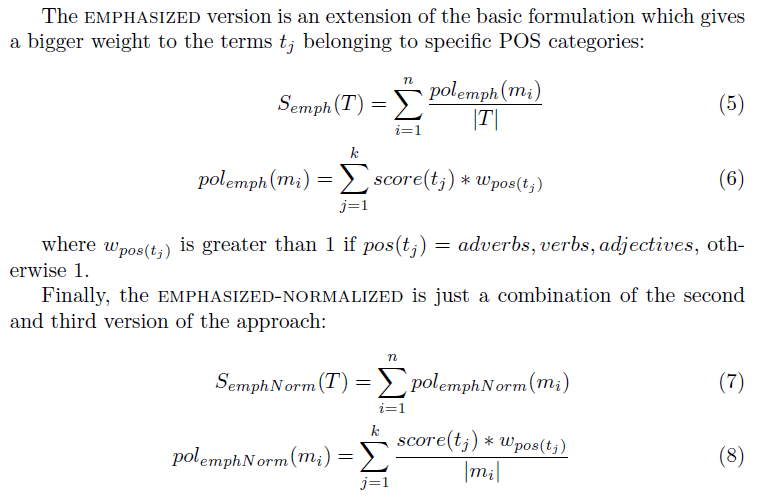 The EMPHASIZED version is an extension of the basic formulation which gives
a bigger weight to the terms t_j belonging to specific POS categories:
S_{emph}(T) = \sum_{i=1}^{n} \frac{pol_{emph}(m_i)}{|T|} (5)
pol_{emph}(m_i) = \sum_{j=1}^{k} score(t_j) * w_{pos(t_j)} (6)
where w_{pos(t_j)} is greater than 1 if pos(t_j) = adverbs, verbs, adjectives, oth-
erwise 1.
Finally, the EMPHASIZED-NORMALIZED is just a combination of the second
and third version of the approach:
S_{emphNorm}(T) = \sum_{i=1}^{n} pol_{emphNorm}(m_i) (7)
pol_{emphNorm}(m_i) = \sum_{j=1}^{k} \frac{score(t_j) * w_{pos(t_j)}}{|m_i|} (8)